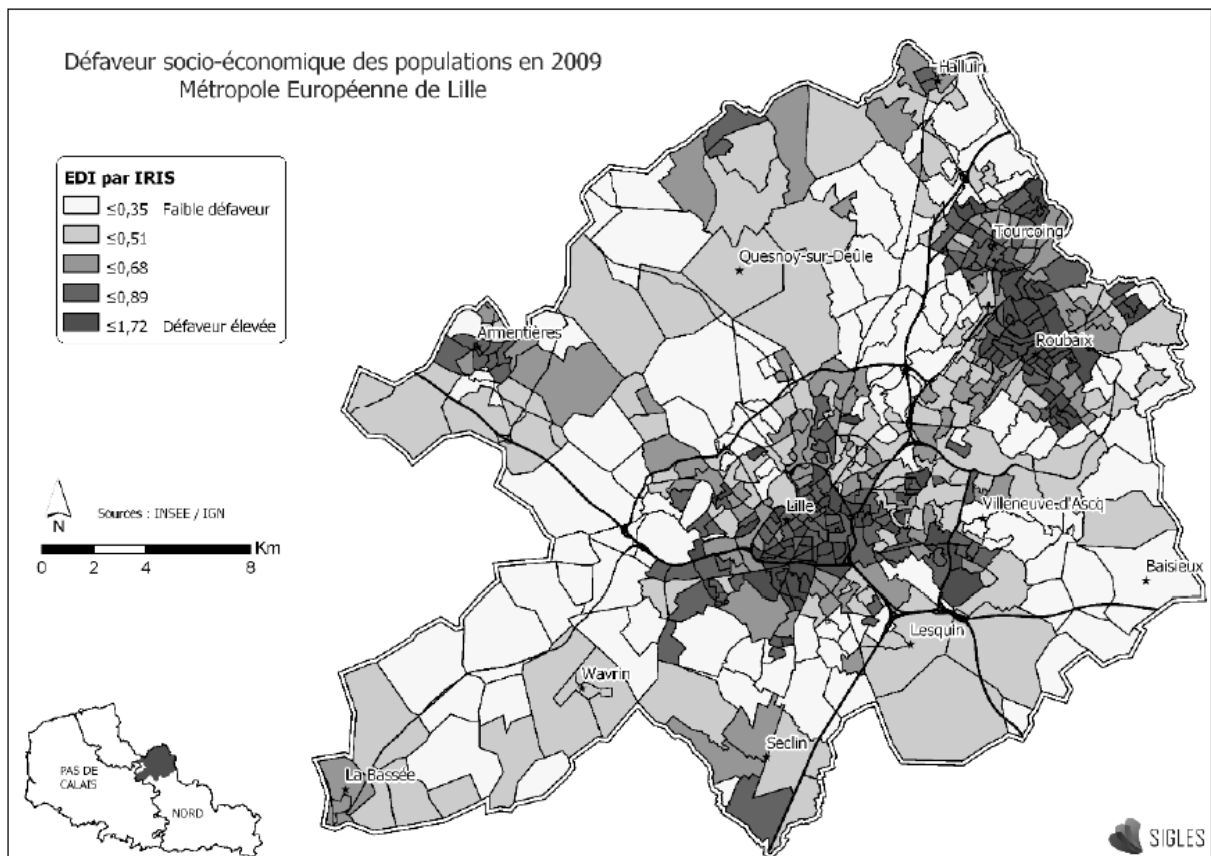 Défaveur socio-économique des populations en 2009
Métropole Européenne de Lille
EDI par IRIS
≤0,35 Faible défaveur
≤0,51
≤0,68
≤0,89
≤1,72 Défaveur élevée
Halluin
Tourcoing
Quesnoy-sur-Deûle
Armentières
Roubaix
Lille
Villeneuve-d'Ascq
Baisieux
Lesquin
Wavrin
Seclin
La Bassée
N
Sources : INSEE / IGN
Km
0 2 4 8
PAS DE
CALAIS
NORD
SIGLES